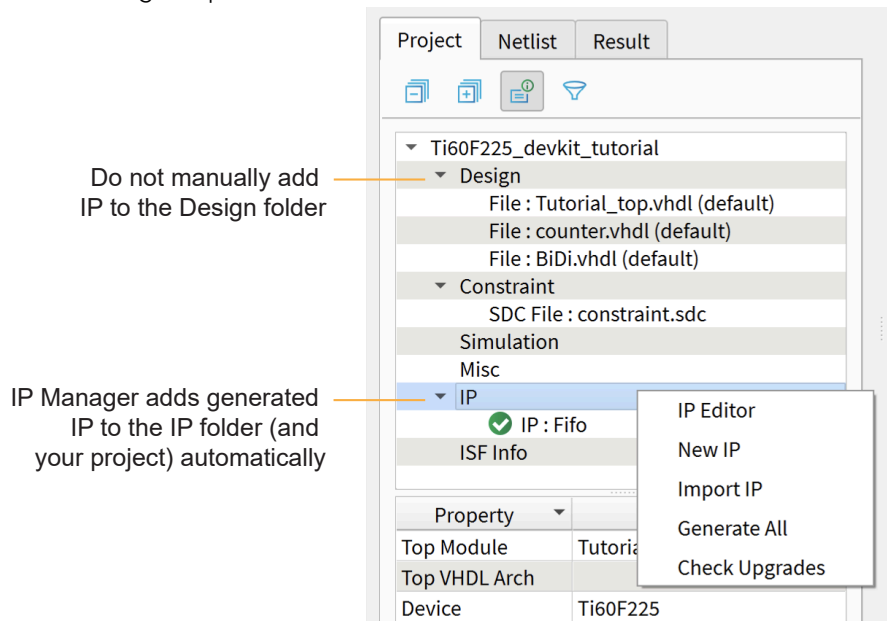 Project
Netlist
Result
Ti60F225_devkit_tutorial
Do not manually add
IP to the Design folder
Design
File : Tutorial_top.vhdl (default)
File : counter.vhdl (default)
File : BiDi.vhdl (default)
Constraint
SDC File : constraint.sdc
Simulation
Misc
IP Manager adds generated
IP to the IP folder (and
your project) automatically
IP
IP : Fifo
ISF Info
IP Editor
New IP
Import IP
Generate All
Check Upgrades
Property
Top Module
Top VHDL Arch
Device
Ti60F225